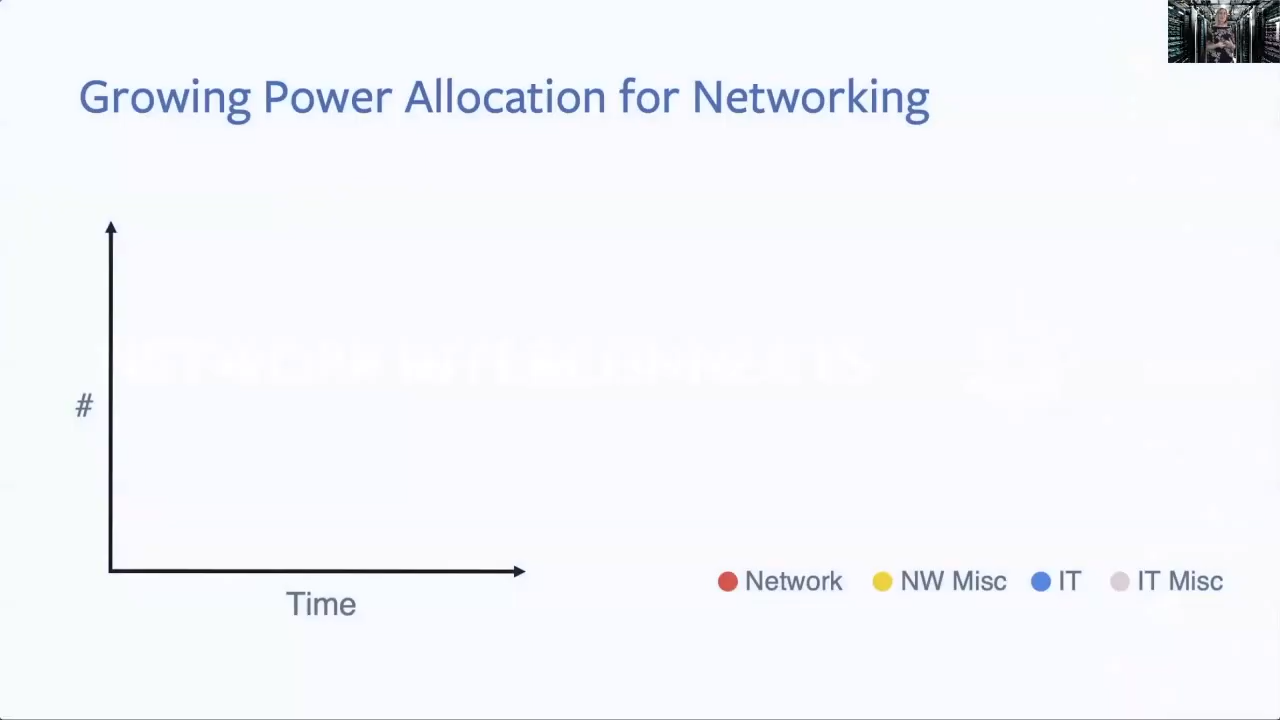 Growing Power Allocation for Networking
#
Time
Network NW Misc IT IT Misc